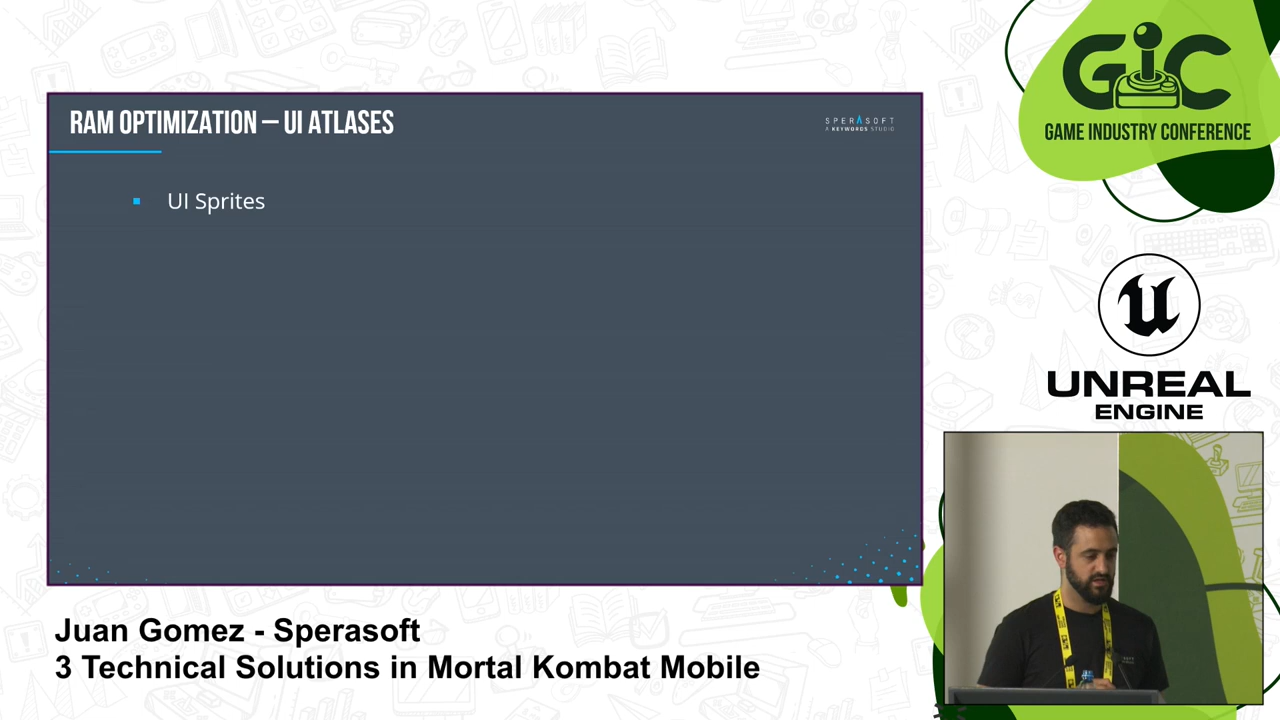 RAM OPTIMIZATION – UI ATLASES
SPERASOFT
A KEYWORDS STUDIO
UI Sprites
GIC
GAME INDUSTRY CONFERENCE
UNREAL
ENGINE
Juan Gomez - Sperasoft
3 Technical Solutions in Mortal Kombat Mobile